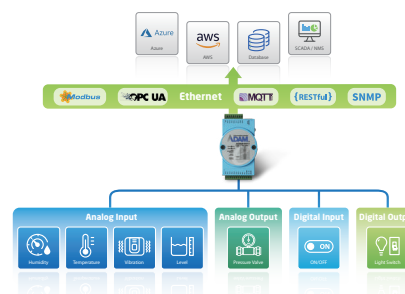 Azure
Azure
aws
AWS
Database
SCADA / NMS
Modbus
OPC UA
Ethernet
MQTT
{RESTful}
SNMP
ADAM
Analog Input
Analog Output
Digital Input
Digital Outp
Humidity
Temperature
Vibration
Level
Pressure Valve
ON
ON/OFF
Light Switch